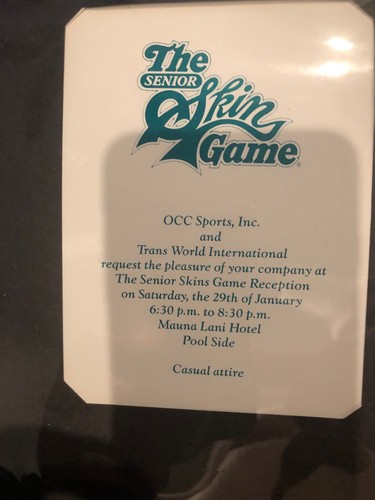 The
SENIOR
Skin
Game
OCC Sports, Inc.
and
Trans World International
request the pleasure of your company at
The Senior Skins Game Reception
on Saturday, the 29th of January
6:30 p.m. to 8:30 p.m.
Mauna Lani Hotel
Pool Side
Casual attire